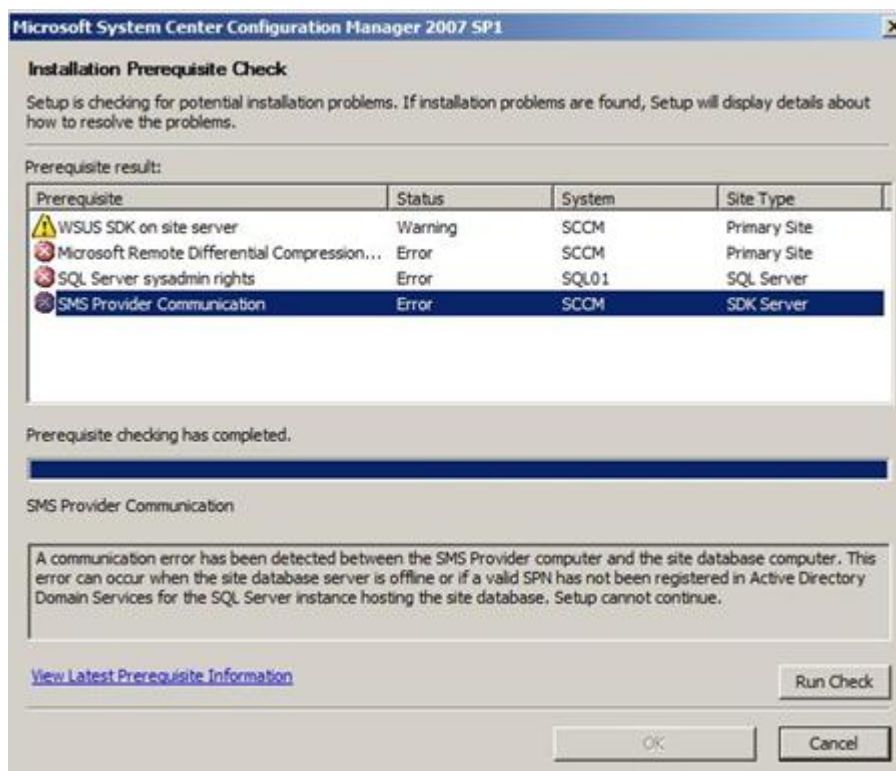 Microsoft System Center Configuration Manager 2007 SP1
Installation Prerequisite Check
Setup is checking for potential installation problems. If installation problems are found, Setup will display details about
how to resolve the problems.
Prerequisite result:
Prerequisite Status System Site Type
WSUS SDK on site server Warning SCCM Primary Site
Microsoft Remote Differential Compression... Error SCCM Primary Site
SQL Server sysadmin rights Error SQL01 SQL Server
SMS Provider Communication Error SCCM SDK Server
Prerequisite checking has completed.
SMS Provider Communication
A communication error has been detected between the SMS Provider computer and the site database computer. This
error can occur when the site database server is offline or if a valid SPN has not been registered in Active Directory
Domain Services for the SQL Server instance hosting the site database. Setup cannot continue.
View Latest Prerequisite Information
Run Check
OK
Cancel